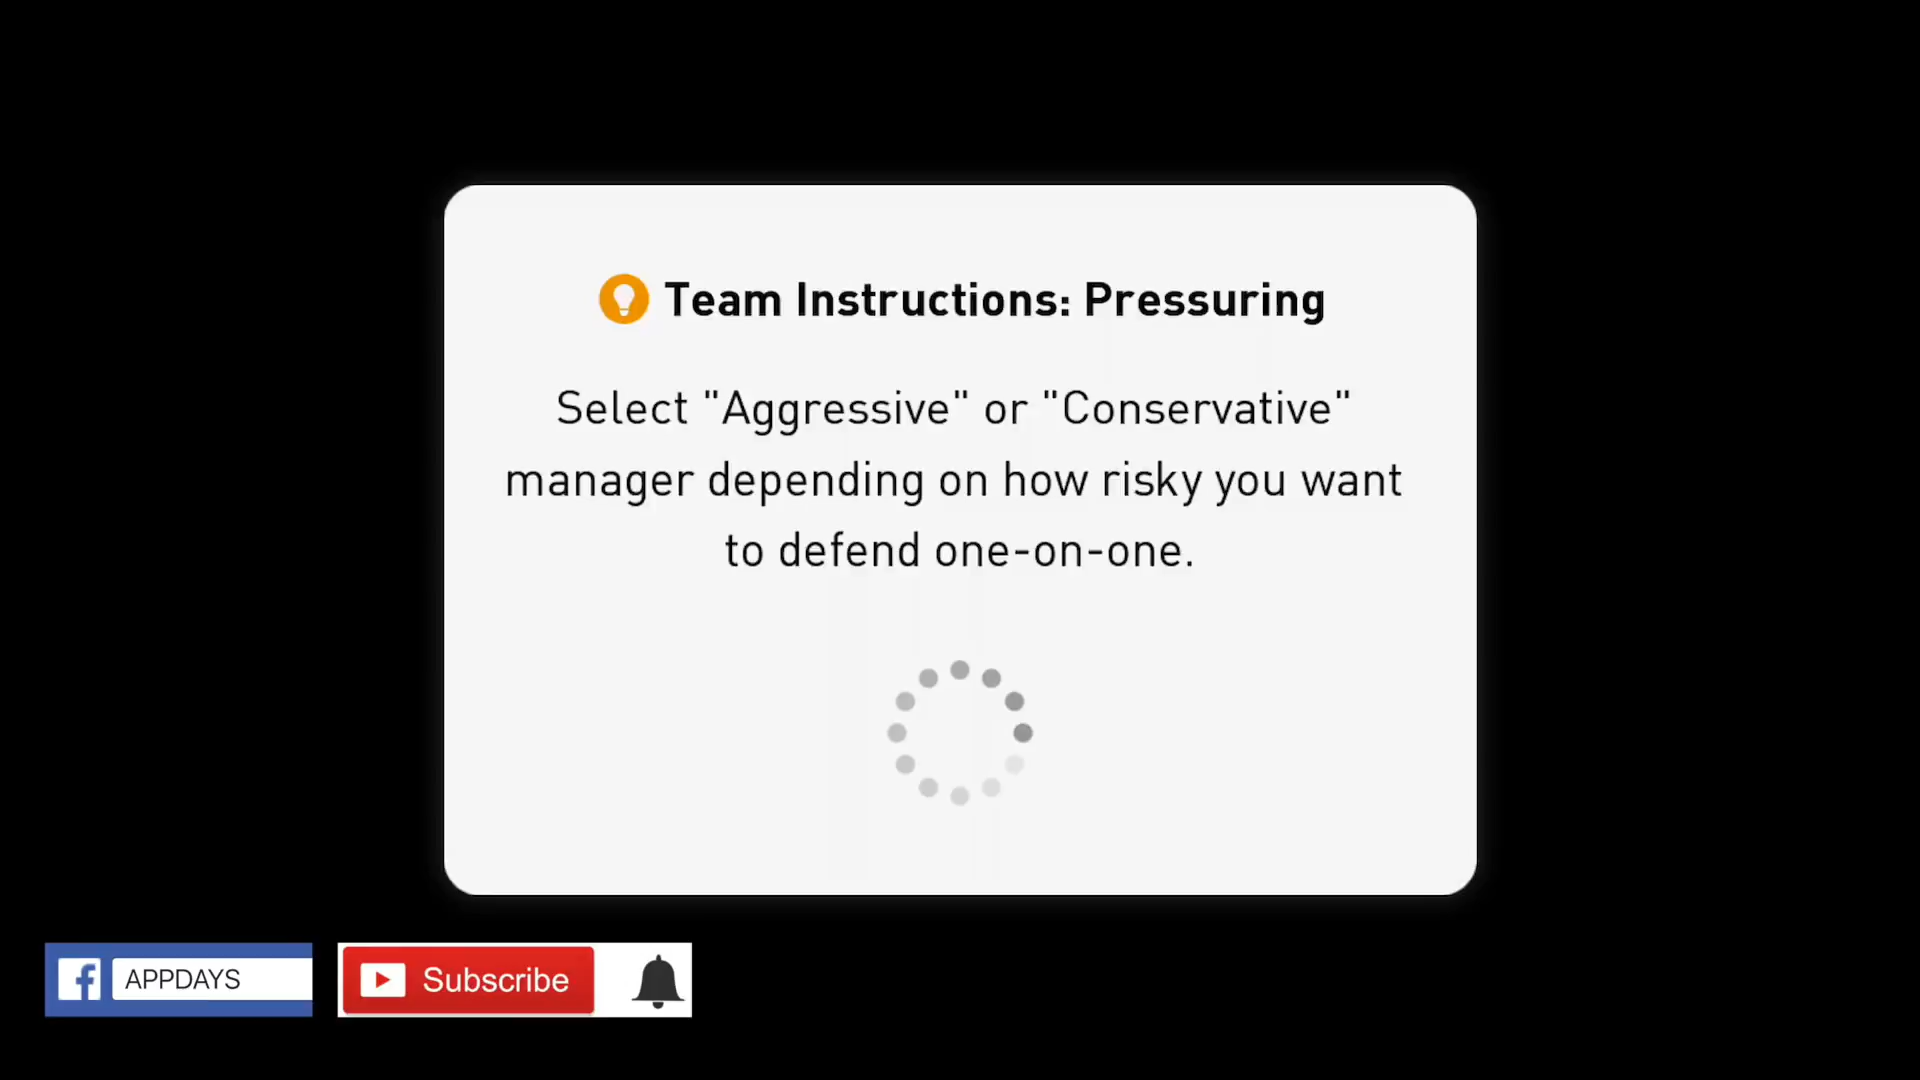 Team Instructions: Pressuring
Select "Aggressive" or "Conservative"
manager depending on how risky you want
to defend one-on-one.
APPDAYS
Subscribe